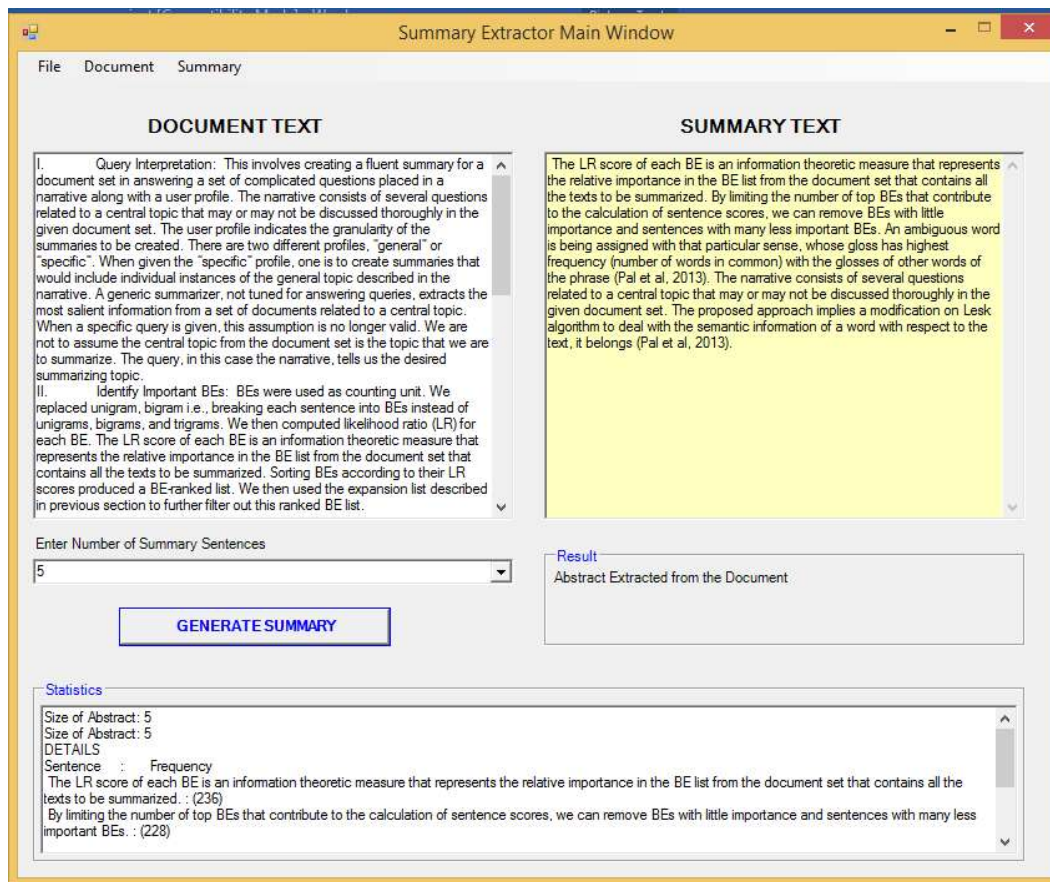 Summary Extractor Main Window
File Document Summary
DOCUMENT TEXT
I. Query Interpretation: This involves creating a fluent summary for a
document set in answering a set of complicated questions placed in a
narrative along with a user profile. The narrative consists of several questions
related to a central topic that may or may not be discussed thoroughly in the
given document set. The user profile indicates the granularity of the
summaries to be created. There are two different profiles, "general" or
"specific". When given the "specific" profile, one is to create summaries that
would include individual instances of the general topic described in the
narrative. A generic summarizer, not tuned for answering queries, extracts the
most salient information from a set of documents related to a central topic.
When a specific query is given, this assumption is no longer valid. We are
not to assume the central topic from the document set is the topic that we are
to summarize. The query, in this case the narrative, tells us the desired
summarizing topic.
II. Identify Important BEs: BEs were used as counting unit. We
replaced unigram, bigram i.e., breaking each sentence into BEs instead of
unigrams, bigrams, and trigrams. We then computed likelihood ratio (LR) for
each BE. The LR score of each BE is an information theoretic measure that
represents the relative importance in the BE list from the document set that
contains all the texts to be summarized. Sorting BEs according to their LR
scores produced a BE-ranked list. We then used the expansion list described
in previous section to further filter out this ranked BE list.
SUMMARY TEXT
The LR score of each BE is an information theoretic measure that represents
the relative importance in the BE list from the document set that contains all
the texts to be summarized. By limiting the number of top BEs that contribute
to the calculation of sentence scores, we can remove BEs with little
importance and sentences with many less important BEs. An ambiguous word
is being assigned with that particular sense, whose gloss has highest
frequency (number of words in common) with the glosses of other words of
the phrase (Pal et al, 2013). The narrative consists of several questions
related to a central topic that may or may not be discussed thoroughly in the
given document set. The proposed approach implies a modification on Lesk
algorithm to deal with the semantic information of a word with respect to the
text, it belongs (Pal et al, 2013).
Enter Number of Summary Sentences
5
GENERATE SUMMARY
Result
Abstract Extracted from the Document
Statistics
Size of Abstract: 5
Size of Abstract: 5
DETAILS
Sentence : Frequency
The LR score of each BE is an information theoretic measure that represents the relative importance in the BE list from the document set that contains all the
texts to be summarized. : (236)
By limiting the number of top BEs that contribute to the calculation of sentence scores, we can remove BEs with little importance and sentences with many less
important BEs. : (228)